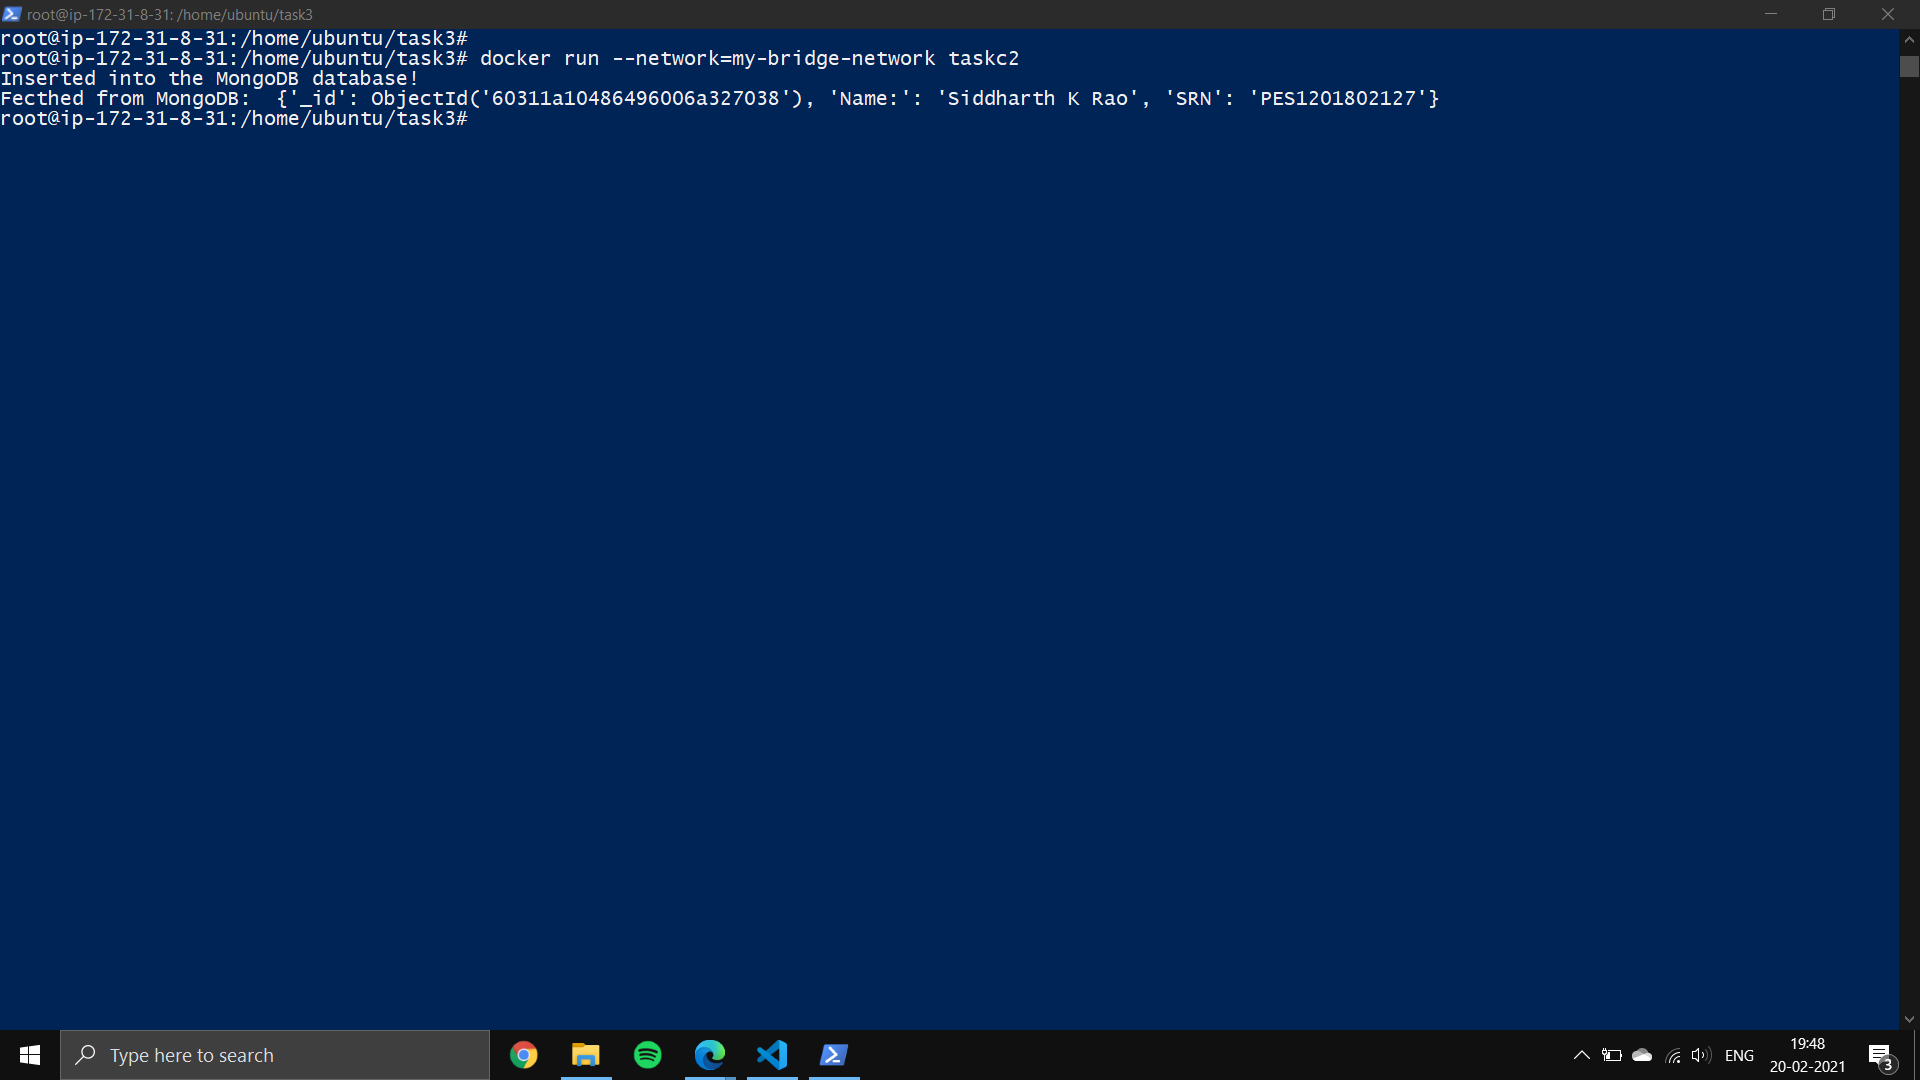 root@ip-172-31-8-31: /home/ubuntu/task3
root@ip-172-31-8-31:/home/ubuntu/task3#
root@ip-172-31-8-31:/home/ubuntu/task3# docker run --network=my-bridge-network taskc2
Inserted into the MongoDB database!
Fecthed from MongoDB:  {'_id': ObjectId('60311a10486496006a327038'), 'Name:': 'Siddharth K Rao', 'SRN': 'PES1201802127'}
root@ip-172-31-8-31:/home/ubuntu/task3#
Type here to search
ENG
19:48
20-02-2021
3